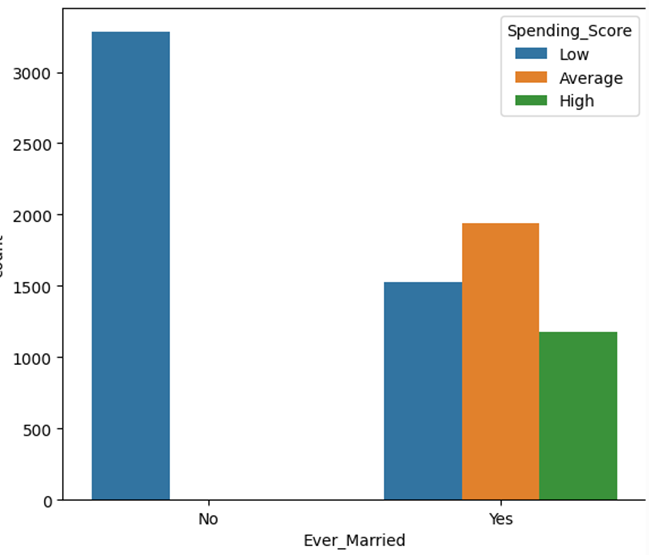 Spending_Score
Low
Average
High
3000
2500
2000
1500
1000
500
0
count
No
Yes
Ever_Married